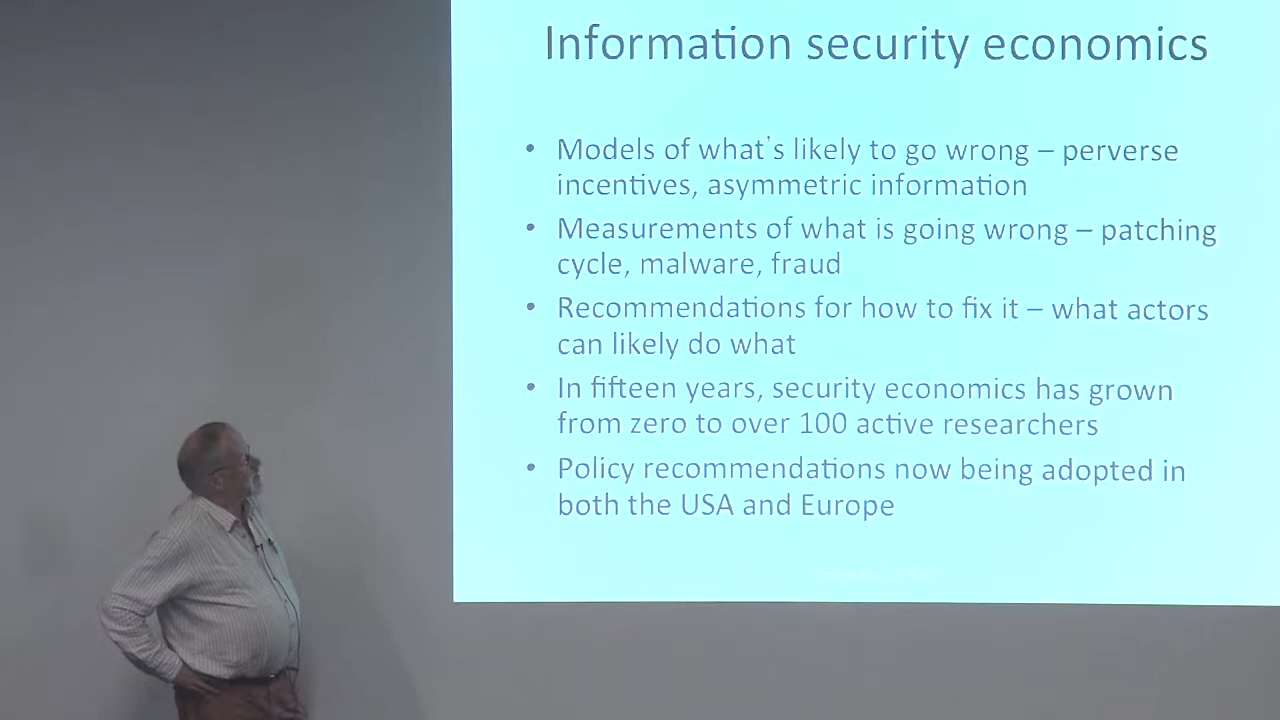 Information security economics
• Models of what's likely to go wrong – perverse
incentives, asymmetric information
• Measurements of what is going wrong – patching
cycle, malware, fraud
• Recommendations for how to fix it – what actors
can likely do what
• In fifteen years, security economics has grown
from zero to over 100 active researchers
• Policy recommendations now being adopted in
both the USA and Europe